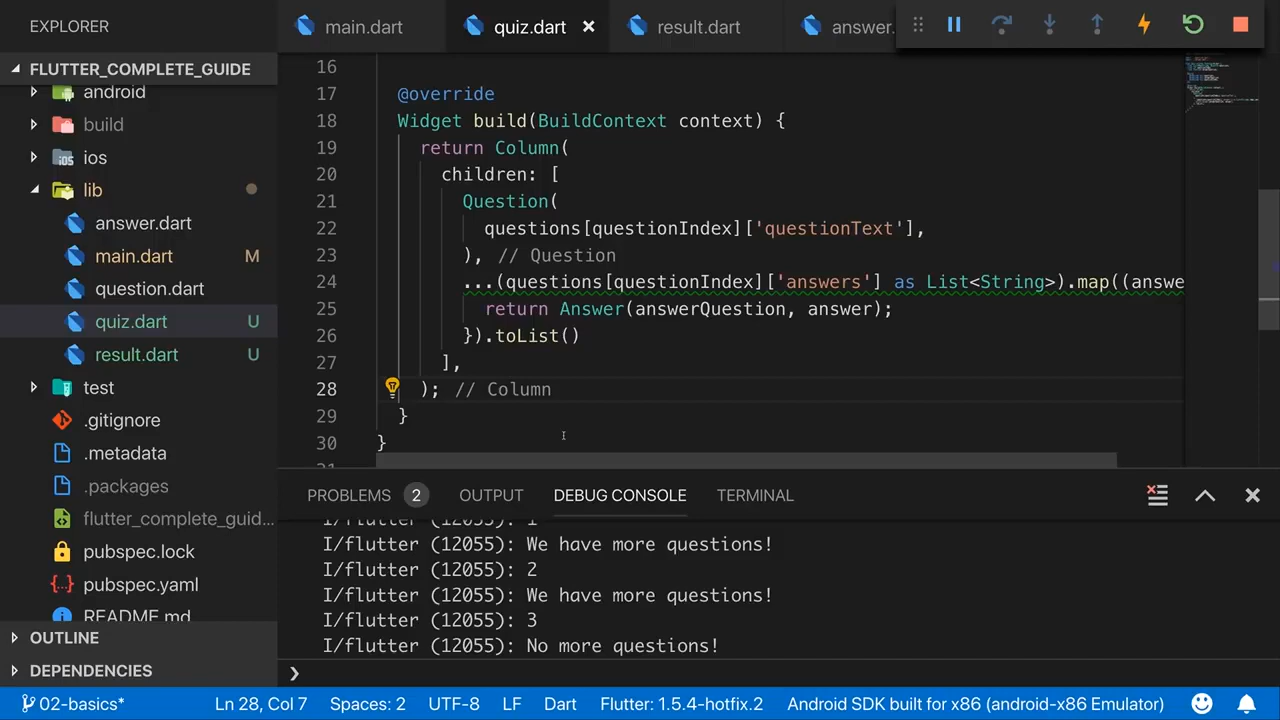 EXPLORER
FLUTTER_COMPLETE_GUIDE
android
build
ios
lib
answer.dart
main.dart M
question.dart
quiz.dart U
result.dart U
test
.gitignore
.metadata
.packages
flutter_complete_guid...
pubspec.lock
pubspec.yaml
README.md
OUTLINE
DEPENDENCIES
main.dart
quiz.dart
result.dart
answer.
16
17 @override
18 Widget build(BuildContext context) {
19 return Column(
20 children: [
21 Question(
22 questions[questionIndex]['questionText'],
23 ), // Question
24 ...(questions[questionIndex]['answers'] as List<String>).map((answe
25 return Answer(answerQuestion, answer);
26 }).toList()
27 ],
28 ); // Column
29 }
30 }
31
PROBLEMS 2 OUTPUT DEBUG CONSOLE TERMINAL
I/flutter (12055): 1
I/flutter (12055): We have more questions!
I/flutter (12055): 2
I/flutter (12055): We have more questions!
I/flutter (12055): 3
I/flutter (12055): No more questions!
02-basics* Ln 28, Col 7 Spaces: 2 UTF-8 LF Dart Flutter: 1.5.4-hotfix.2 Android SDK built for x86 (android-x86 Emulator)